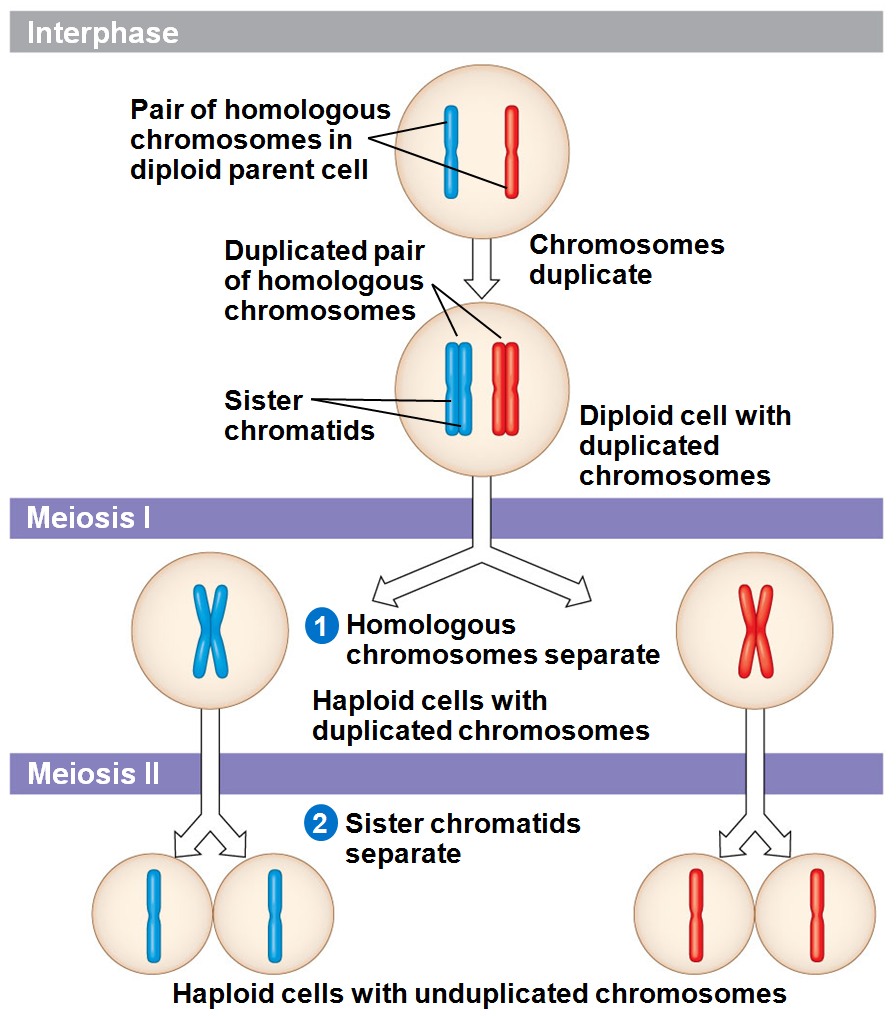 Interphase
Pair of homologous
chromosomes in
diploid parent cell
Chromosomes
duplicate
Duplicated pair
of homologous
chromosomes
Sister
chromatids
Diploid cell with
duplicated
chromosomes
Meiosis I
1 Homologous
chromosomes separate
Haploid cells with
duplicated chromosomes
Meiosis II
2 Sister chromatids
separate
Haploid cells with unduplicated chromosomes